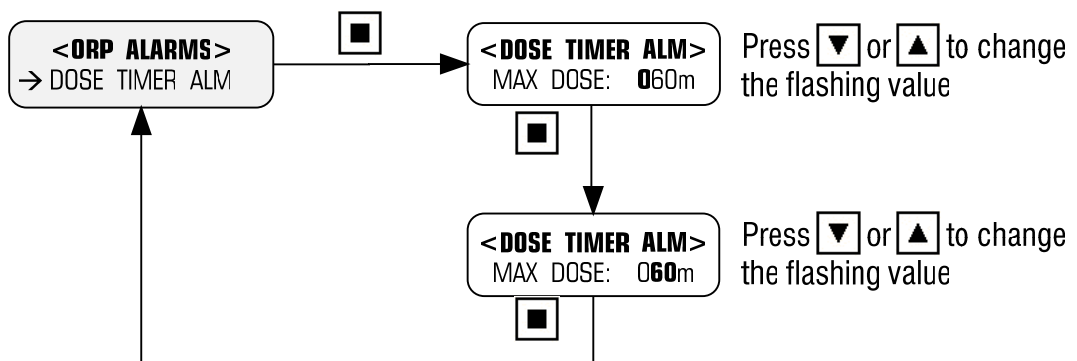 <ORP ALARMS>
→ DOSE TIMER ALM
<DOSE TIMER ALM>
MAX DOSE: 060m
Press ▼ or ▲ to change
the flashing value
<DOSE TIMER ALM>
MAX DOSE: 060m
Press ▼ or ▲ to change
the flashing value